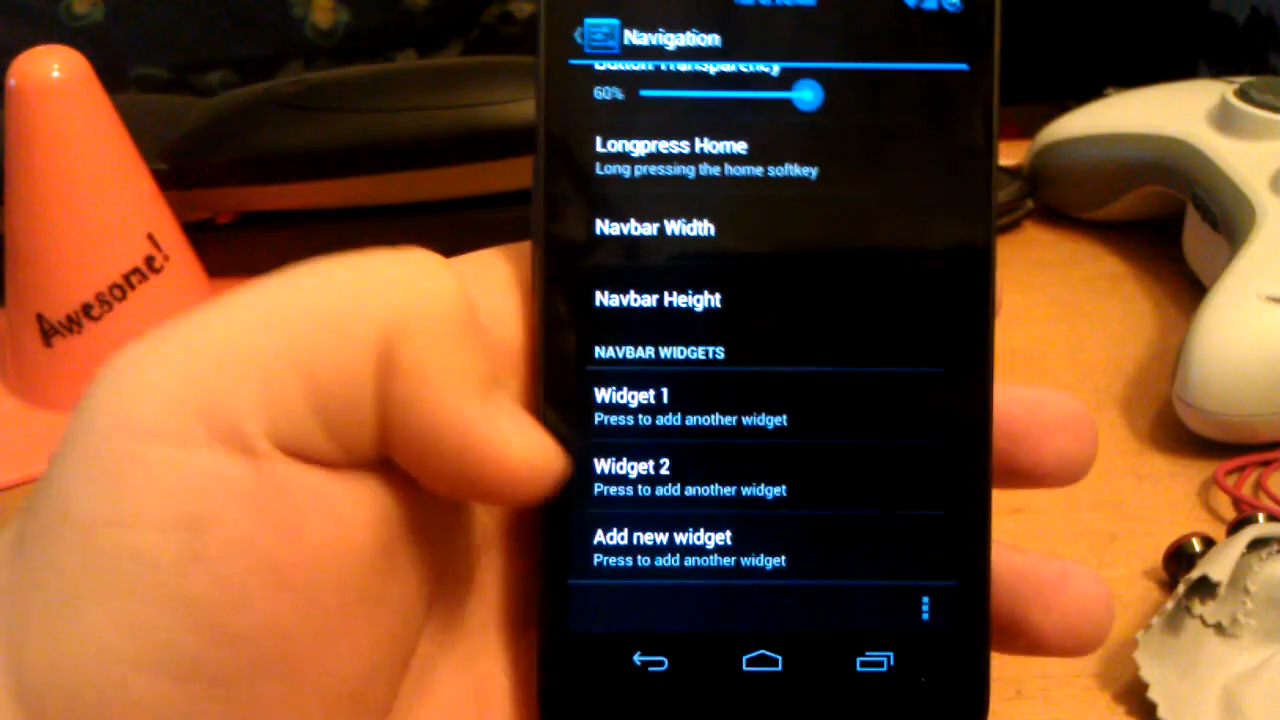 Navigation
Button Transparency
60%
Longpress Home
Long pressing the home softkey
Navbar Width
Navbar Height
NAVBAR WIDGETS
Widget 1
Press to add another widget
Widget 2
Press to add another widget
Add new widget
Press to add another widget
Awesome!